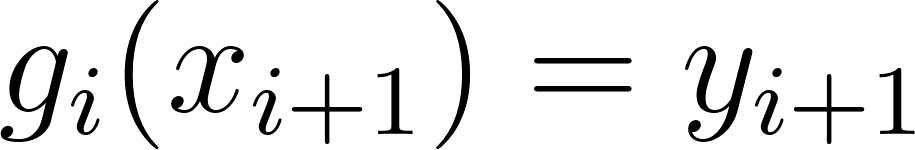 g_i(x_{i+1}) = y_{i+1}